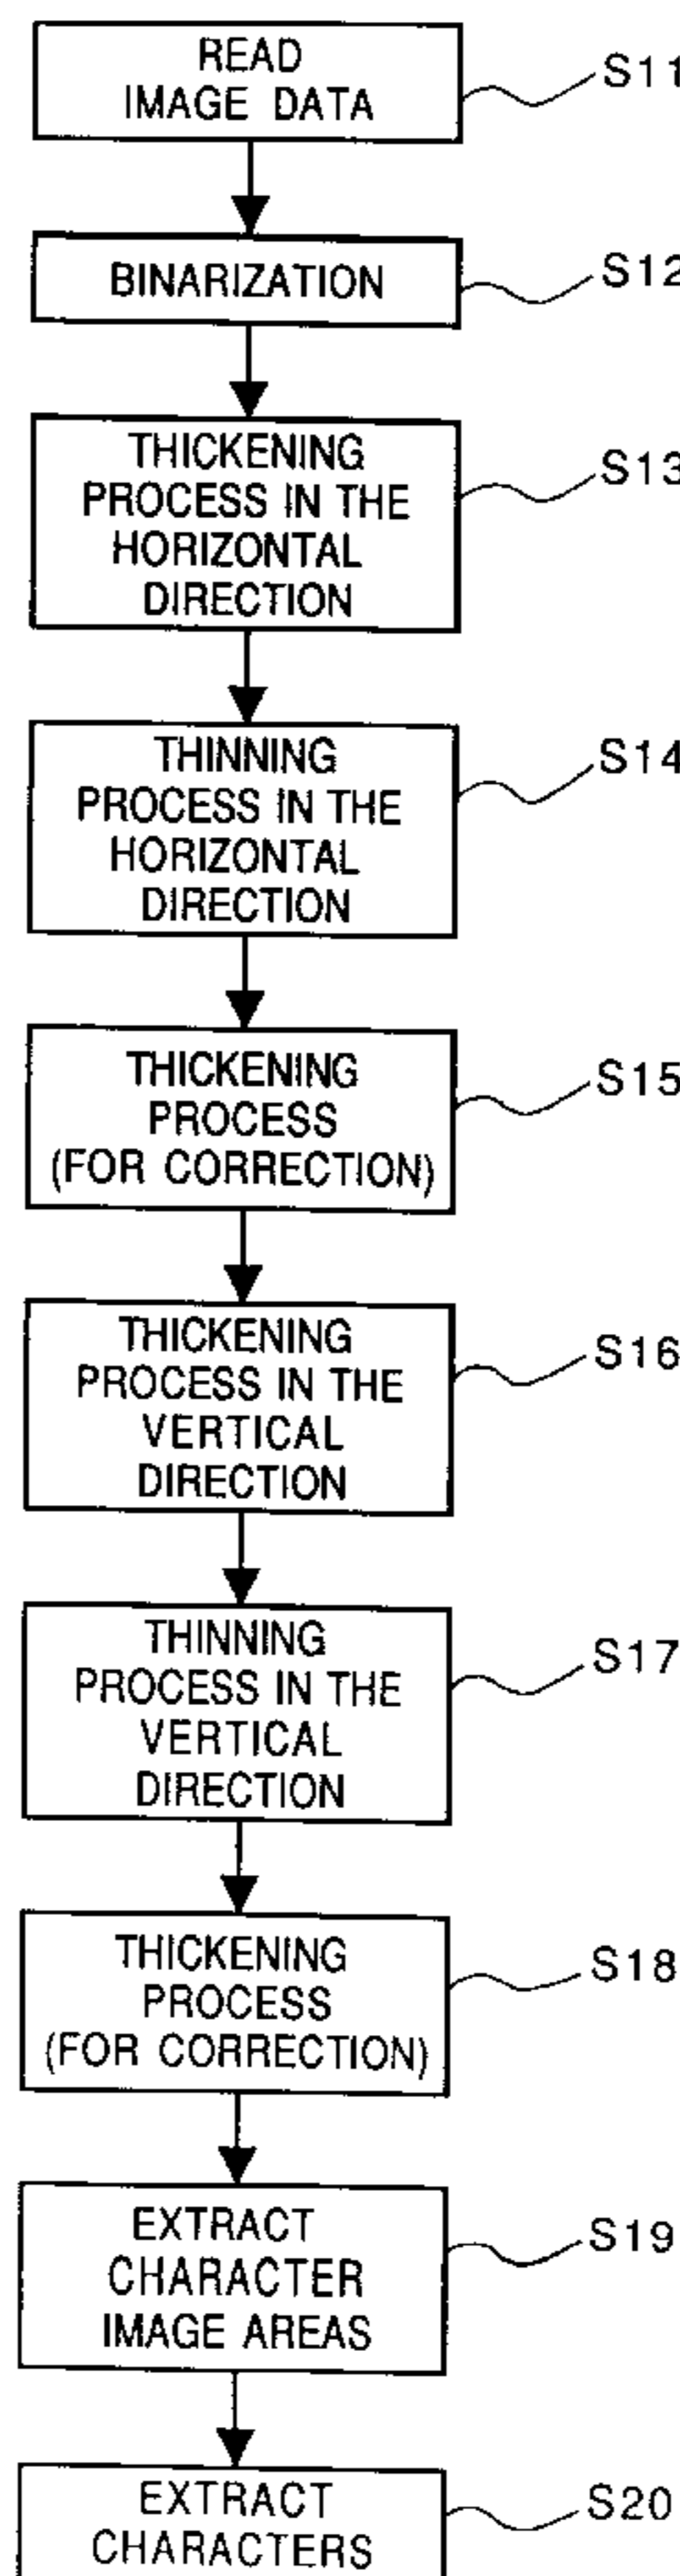 READ
IMAGE DATA
S11
BINARIZATION
S12
THICKENING
PROCESS IN THE
HORIZONTAL
DIRECTION
S13
THINNING
PROCESS IN THE
HORIZONTAL
DIRECTION
S14
THICKENING
PROCESS
(FOR CORRECTION)
S15
THICKENING
PROCESS IN THE
VERTICAL
DIRECTION
S16
THINNING
PROCESS IN THE
VERTICAL
DIRECTION
S17
THICKENING
PROCESS
(FOR CORRECTION)
S18
EXTRACT
CHARACTER
IMAGE AREAS
S19
EXTRACT
CHARACTERS
S20